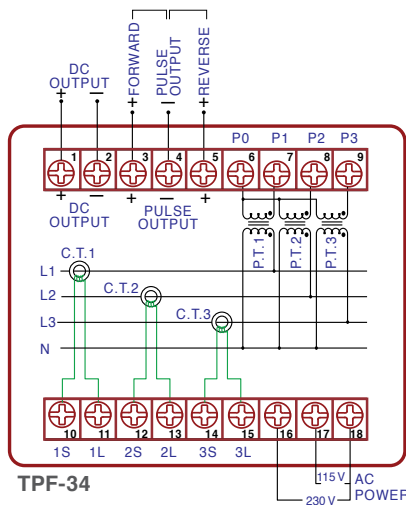 DC
OUTPUT
+ −
+FORWARD
PULSE
− OUTPUT
+REVERSE
P0 P1 P2 P3
1 2 3 4 5 6 7 8 9
+ − + − +
DC
OUTPUT
PULSE OUTPUT
P.T.1
P.T.2
P.T.3
C.T.1
L1
L2
C.T.2
L3
C.T.3
N
10 11 12 13 14 15 16 17 18
1S 1L 2S 2L 3S 3L
115 V
AC
POWER
230 V
TPF-34